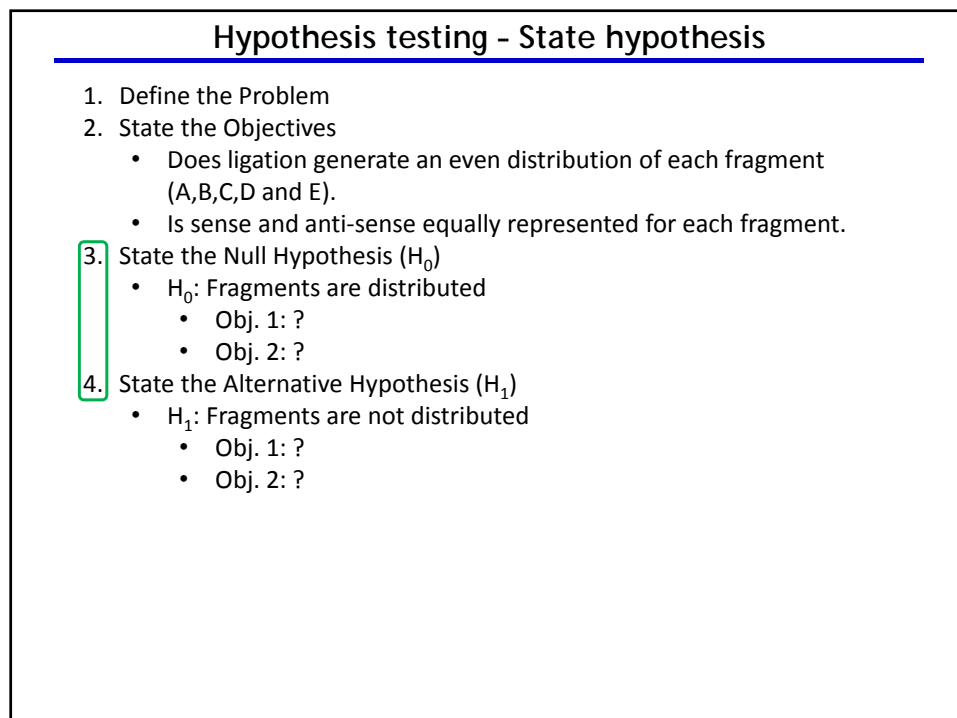 Hypothesis testing - State hypothesis
1. Define the Problem
2. State the Objectives
• Does ligation generate an even distribution of each fragment
(A,B,C,D and E).
• Is sense and anti-sense equally represented for each fragment.
3. State the Null Hypothesis (H₀)
• H₀: Fragments are distributed
• Obj. 1: ?
• Obj. 2: ?
4. State the Alternative Hypothesis (H₁)
• H₁: Fragments are not distributed
• Obj. 1: ?
• Obj. 2: ?